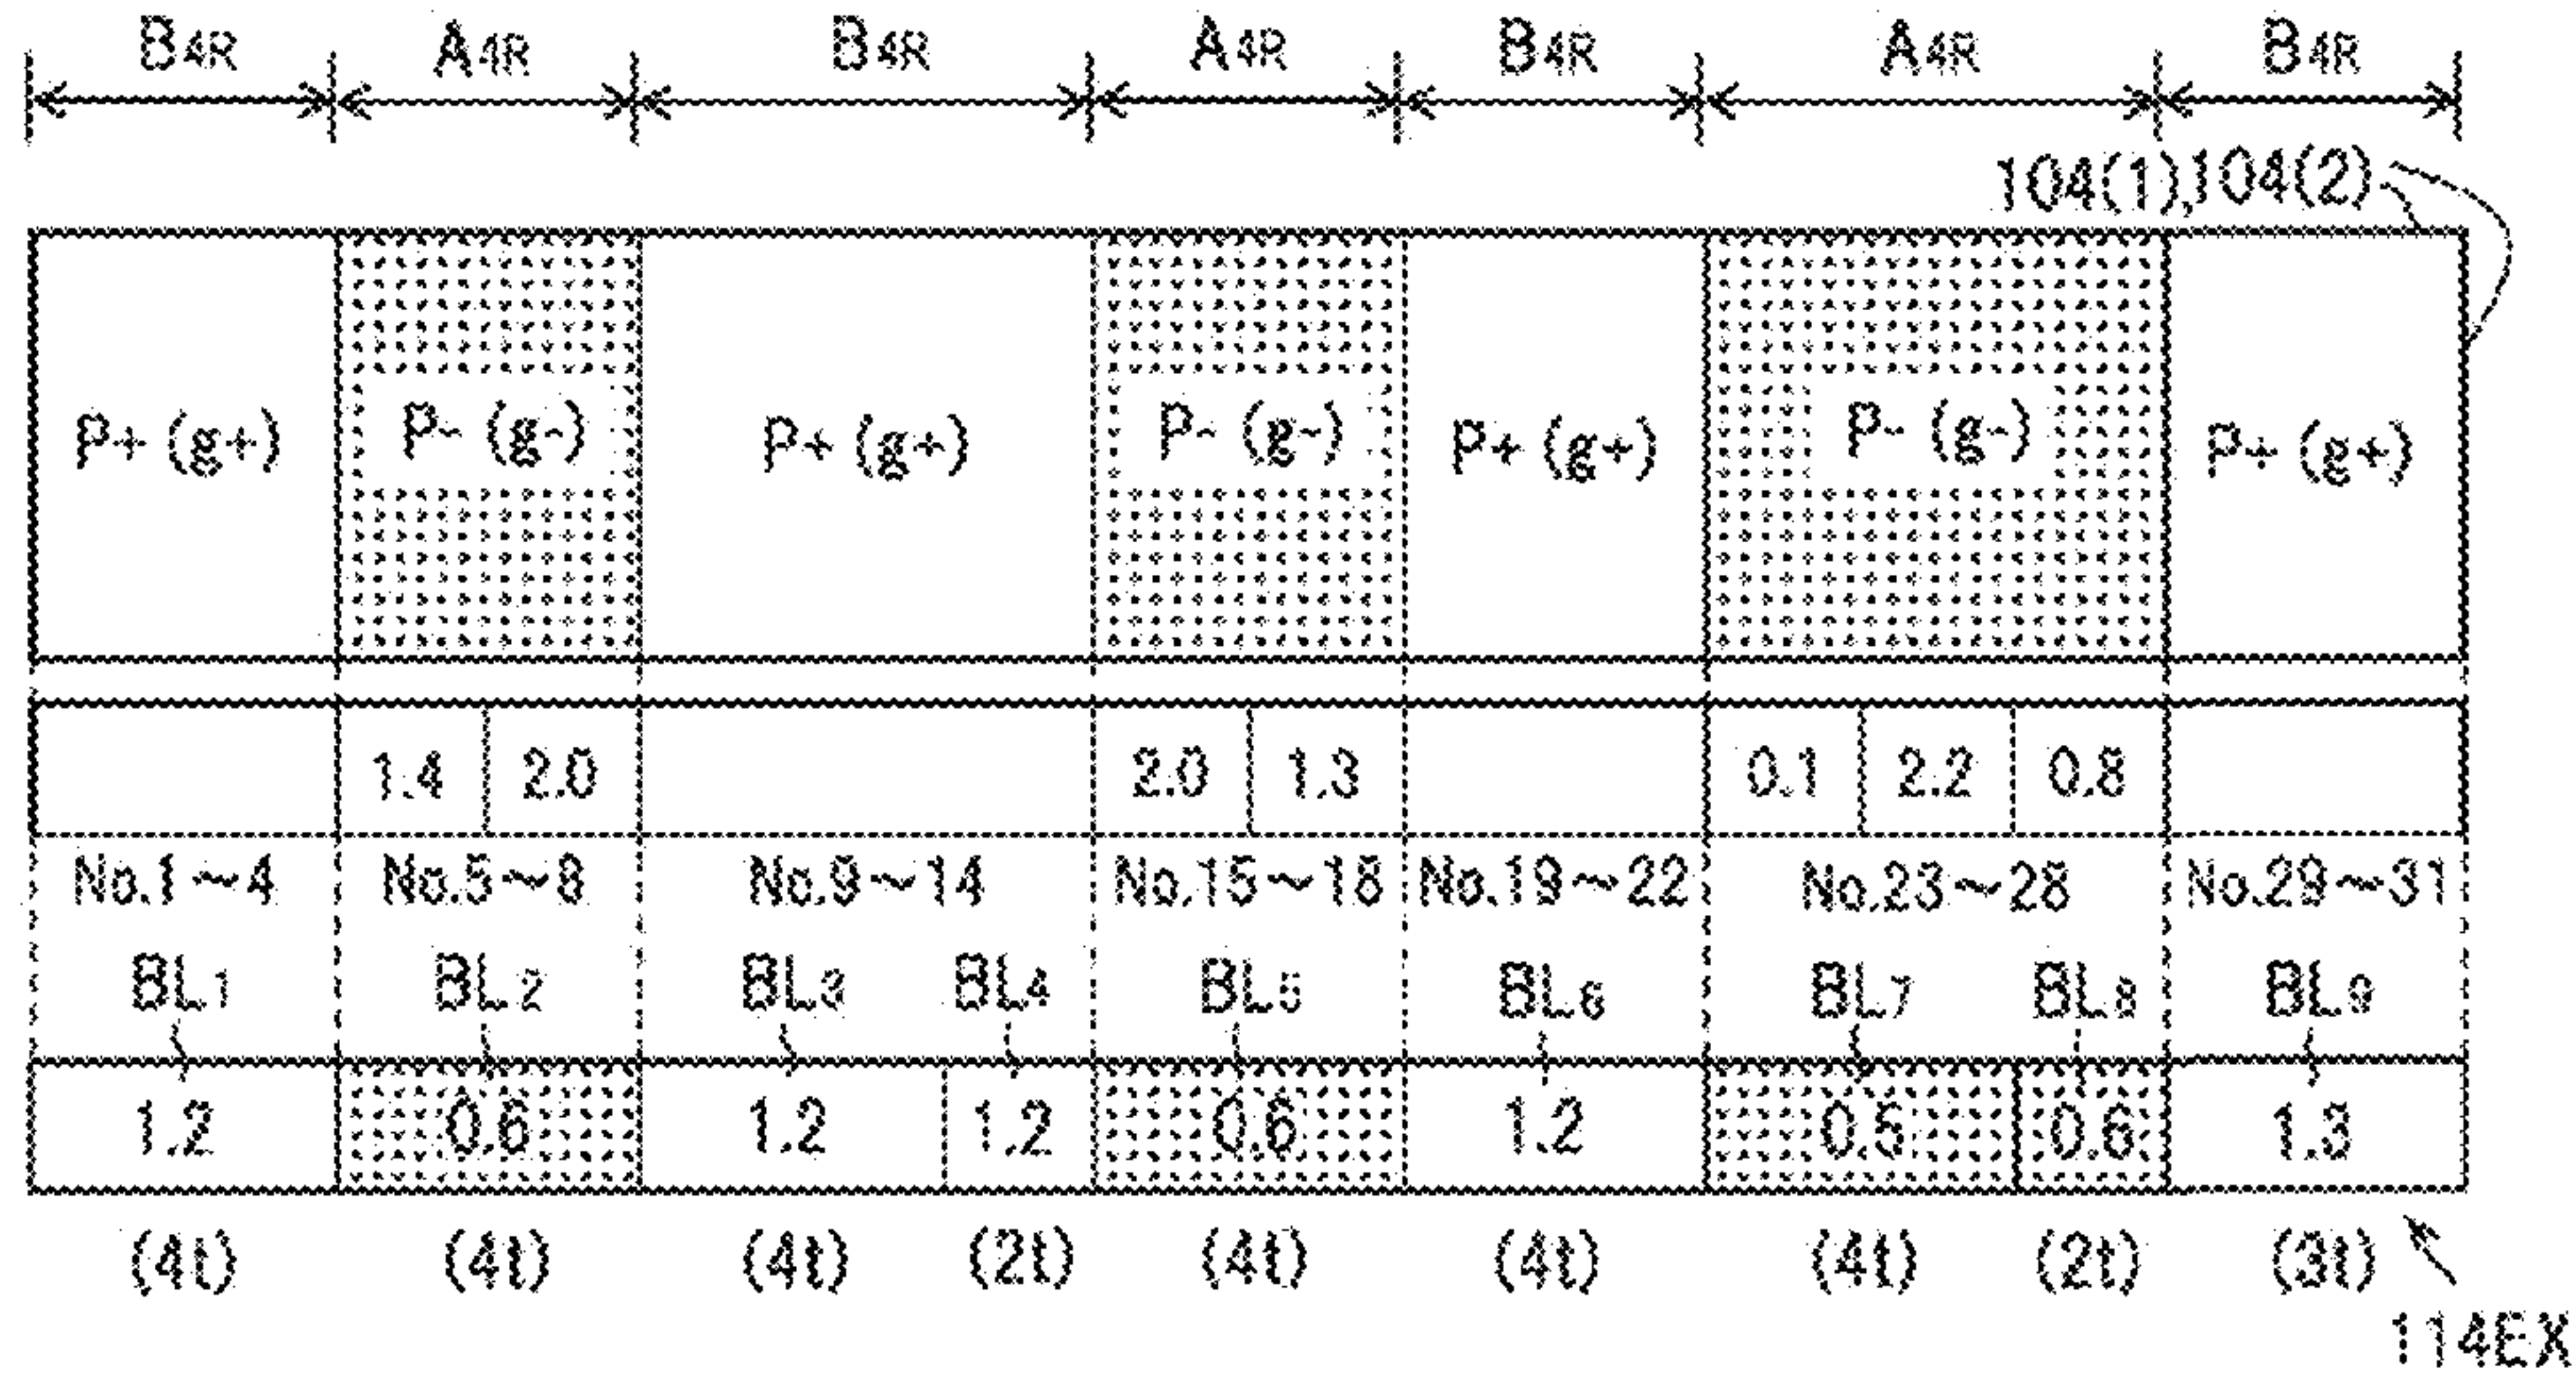 B4R A4R B4R A4R B4R A4R B4R
104(1),104(2)
P+ (g+) P- (g-) P+ (g+) P- (g-) P+ (g+) P- (g-) P+ (g+)
1.4 2.0 2.0 1.3 0.1 2.2 0.8
No.1~4 No.5~8 No.9~14 No.15~18 No.19~22 No.23~28 No.29~31
BL1 BL2 BL3 BL4 BL5 BL6 BL7 BL8 BL9
1.2 0.6 1.2 1.2 0.6 1.2 0.5 0.6 1.3
(4t) (4t) (4t) (2t) (4t) (4t) (4t) (2t) (3t)
114EX